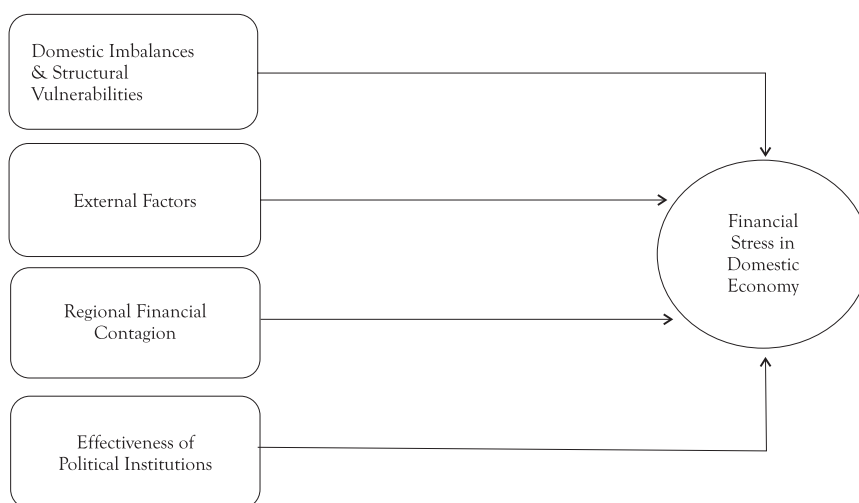 Domestic Imbalances
& Structural
Vulnerabilities
External Factors
Regional Financial
Contagion
Effectiveness of
Political Institutions
Financial
Stress in
Domestic
Economy